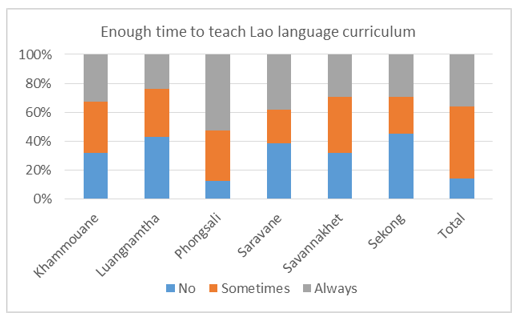 Enough time to teach Lao language curriculum
100%
80%
60%
40%
20%
0%
Khammouane
Luangnamtha
Phongsali
Saravane
Savannakhet
Sekong
Total
No Sometimes Always